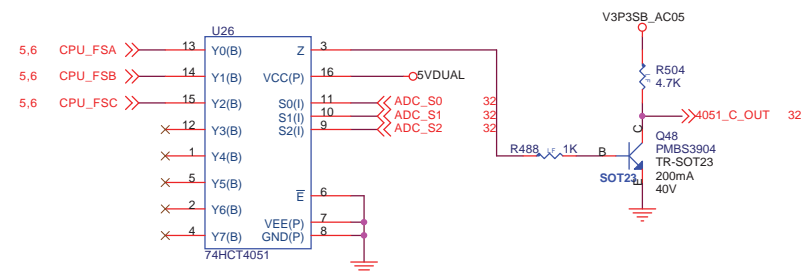 U26
V3P3SB_AC05
5,6 CPU_FSA 13 Y0(B) Z 3
5,6 CPU_FSB 14 Y1(B) VCC(P) 16 5VDUAL
R504
LF
4.7K
5,6 CPU_FSC 15 Y2(B) S0(I) 11 ADC_S0 32
S1(I) 10 ADC_S1 32
12 Y3(B) S2(I) 9 ADC_S2 32
4051_C_OUT 32
C
Q48
1 Y4(B)
R488 LF 1K B
PMBS3904
TR-SOT23
5 Y5(B)
SOT23
E
200mA
40V
2 Y6(B) E 6
VEE(P) 7
4 Y7(B) GND(P) 8
74HCT4051